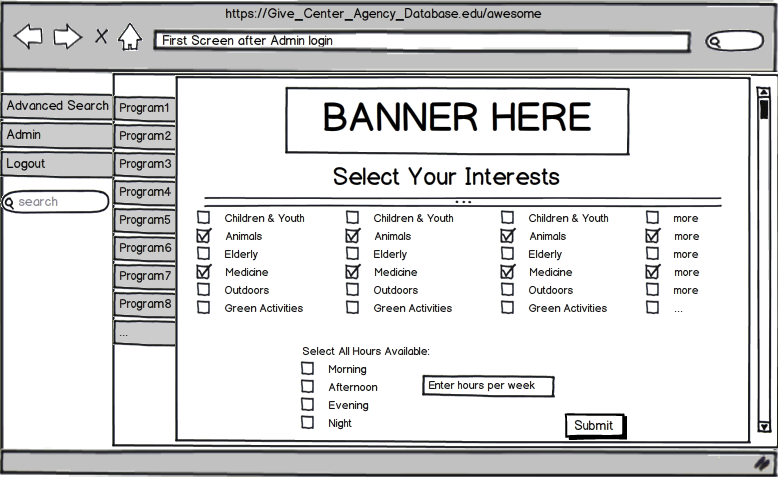 https://Give_Center_Agency_Database.edu/awesome
First Screen after Admin login
Advanced Search
Admin
Logout
search
Program1
Program2
Program3
Program4
Program5
Program6
Program7
Program8
...
BANNER HERE
Select Your Interests
Children & Youth Children & Youth Children & Youth more
Animals Animals Animals more
Elderly Elderly Elderly more
Medicine Medicine Medicine more
Outdoors Outdoors Outdoors more
Green Activities Green Activities Green Activities ...
Select All Hours Available:
Morning
Afternoon
Enter hours per week
Evening
Night
Submit